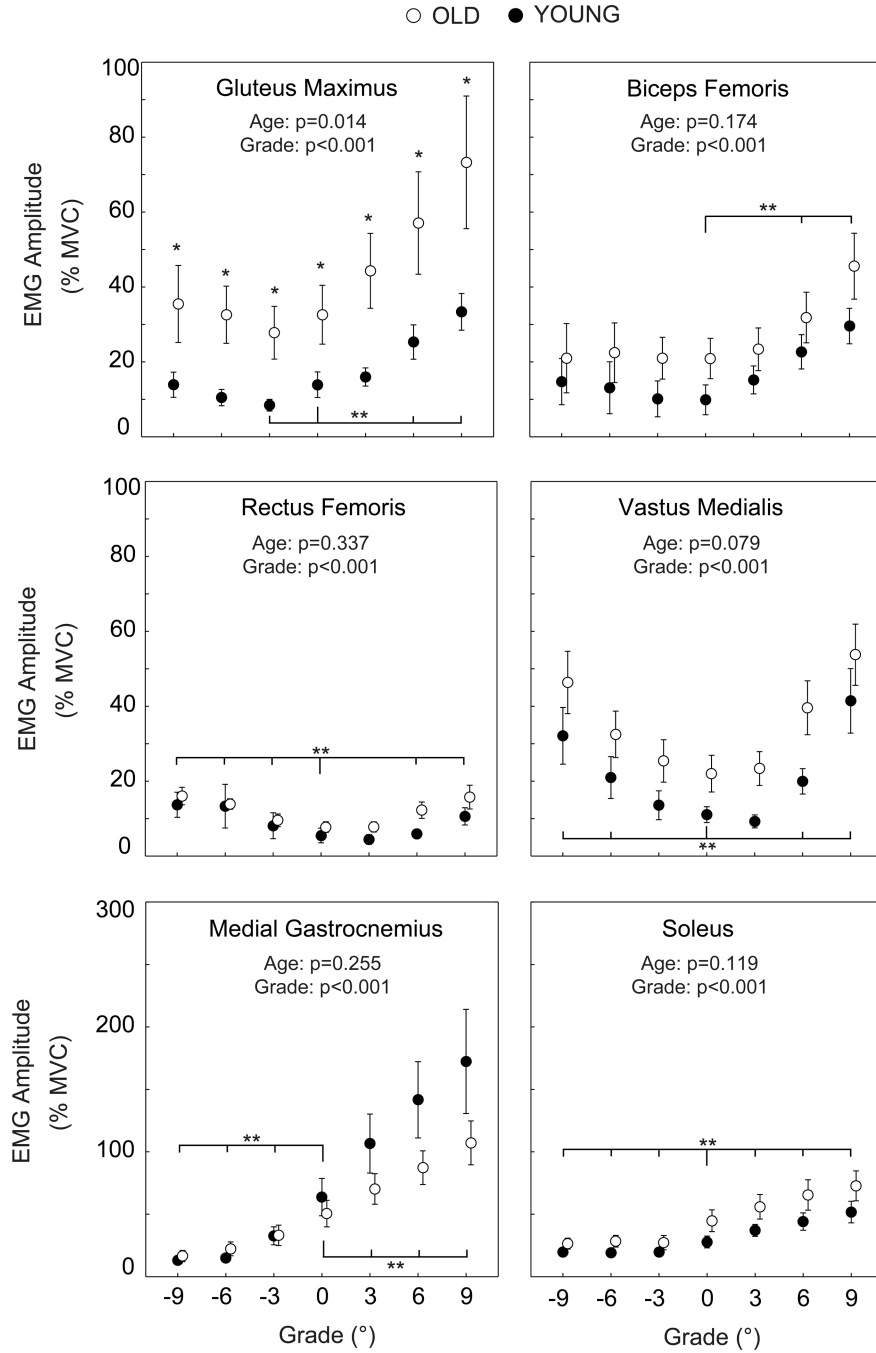 ○ OLD ● YOUNG
EMG Amplitude
(% MVC)
100
80
60
40
20
0
Gluteus Maximus
Age: p=0.014
Grade: p<0.001
*
*
*
*
*
*
*
**
Biceps Femoris
Age: p=0.174
Grade: p<0.001
**
EMG Amplitude
(% MVC)
100
80
60
40
20
0
Rectus Femoris
Age: p=0.337
Grade: p<0.001
**
Vastus Medialis
Age: p=0.079
Grade: p<0.001
**
EMG Amplitude
(% MVC)
300
200
100
0
Medial Gastrocnemius
Age: p=0.255
Grade: p<0.001
**
**
-9 -6 -3 0 3 6 9
Grade (°)
Soleus
Age: p=0.119
Grade: p<0.001
**
-9 -6 -3 0 3 6 9
Grade (°)